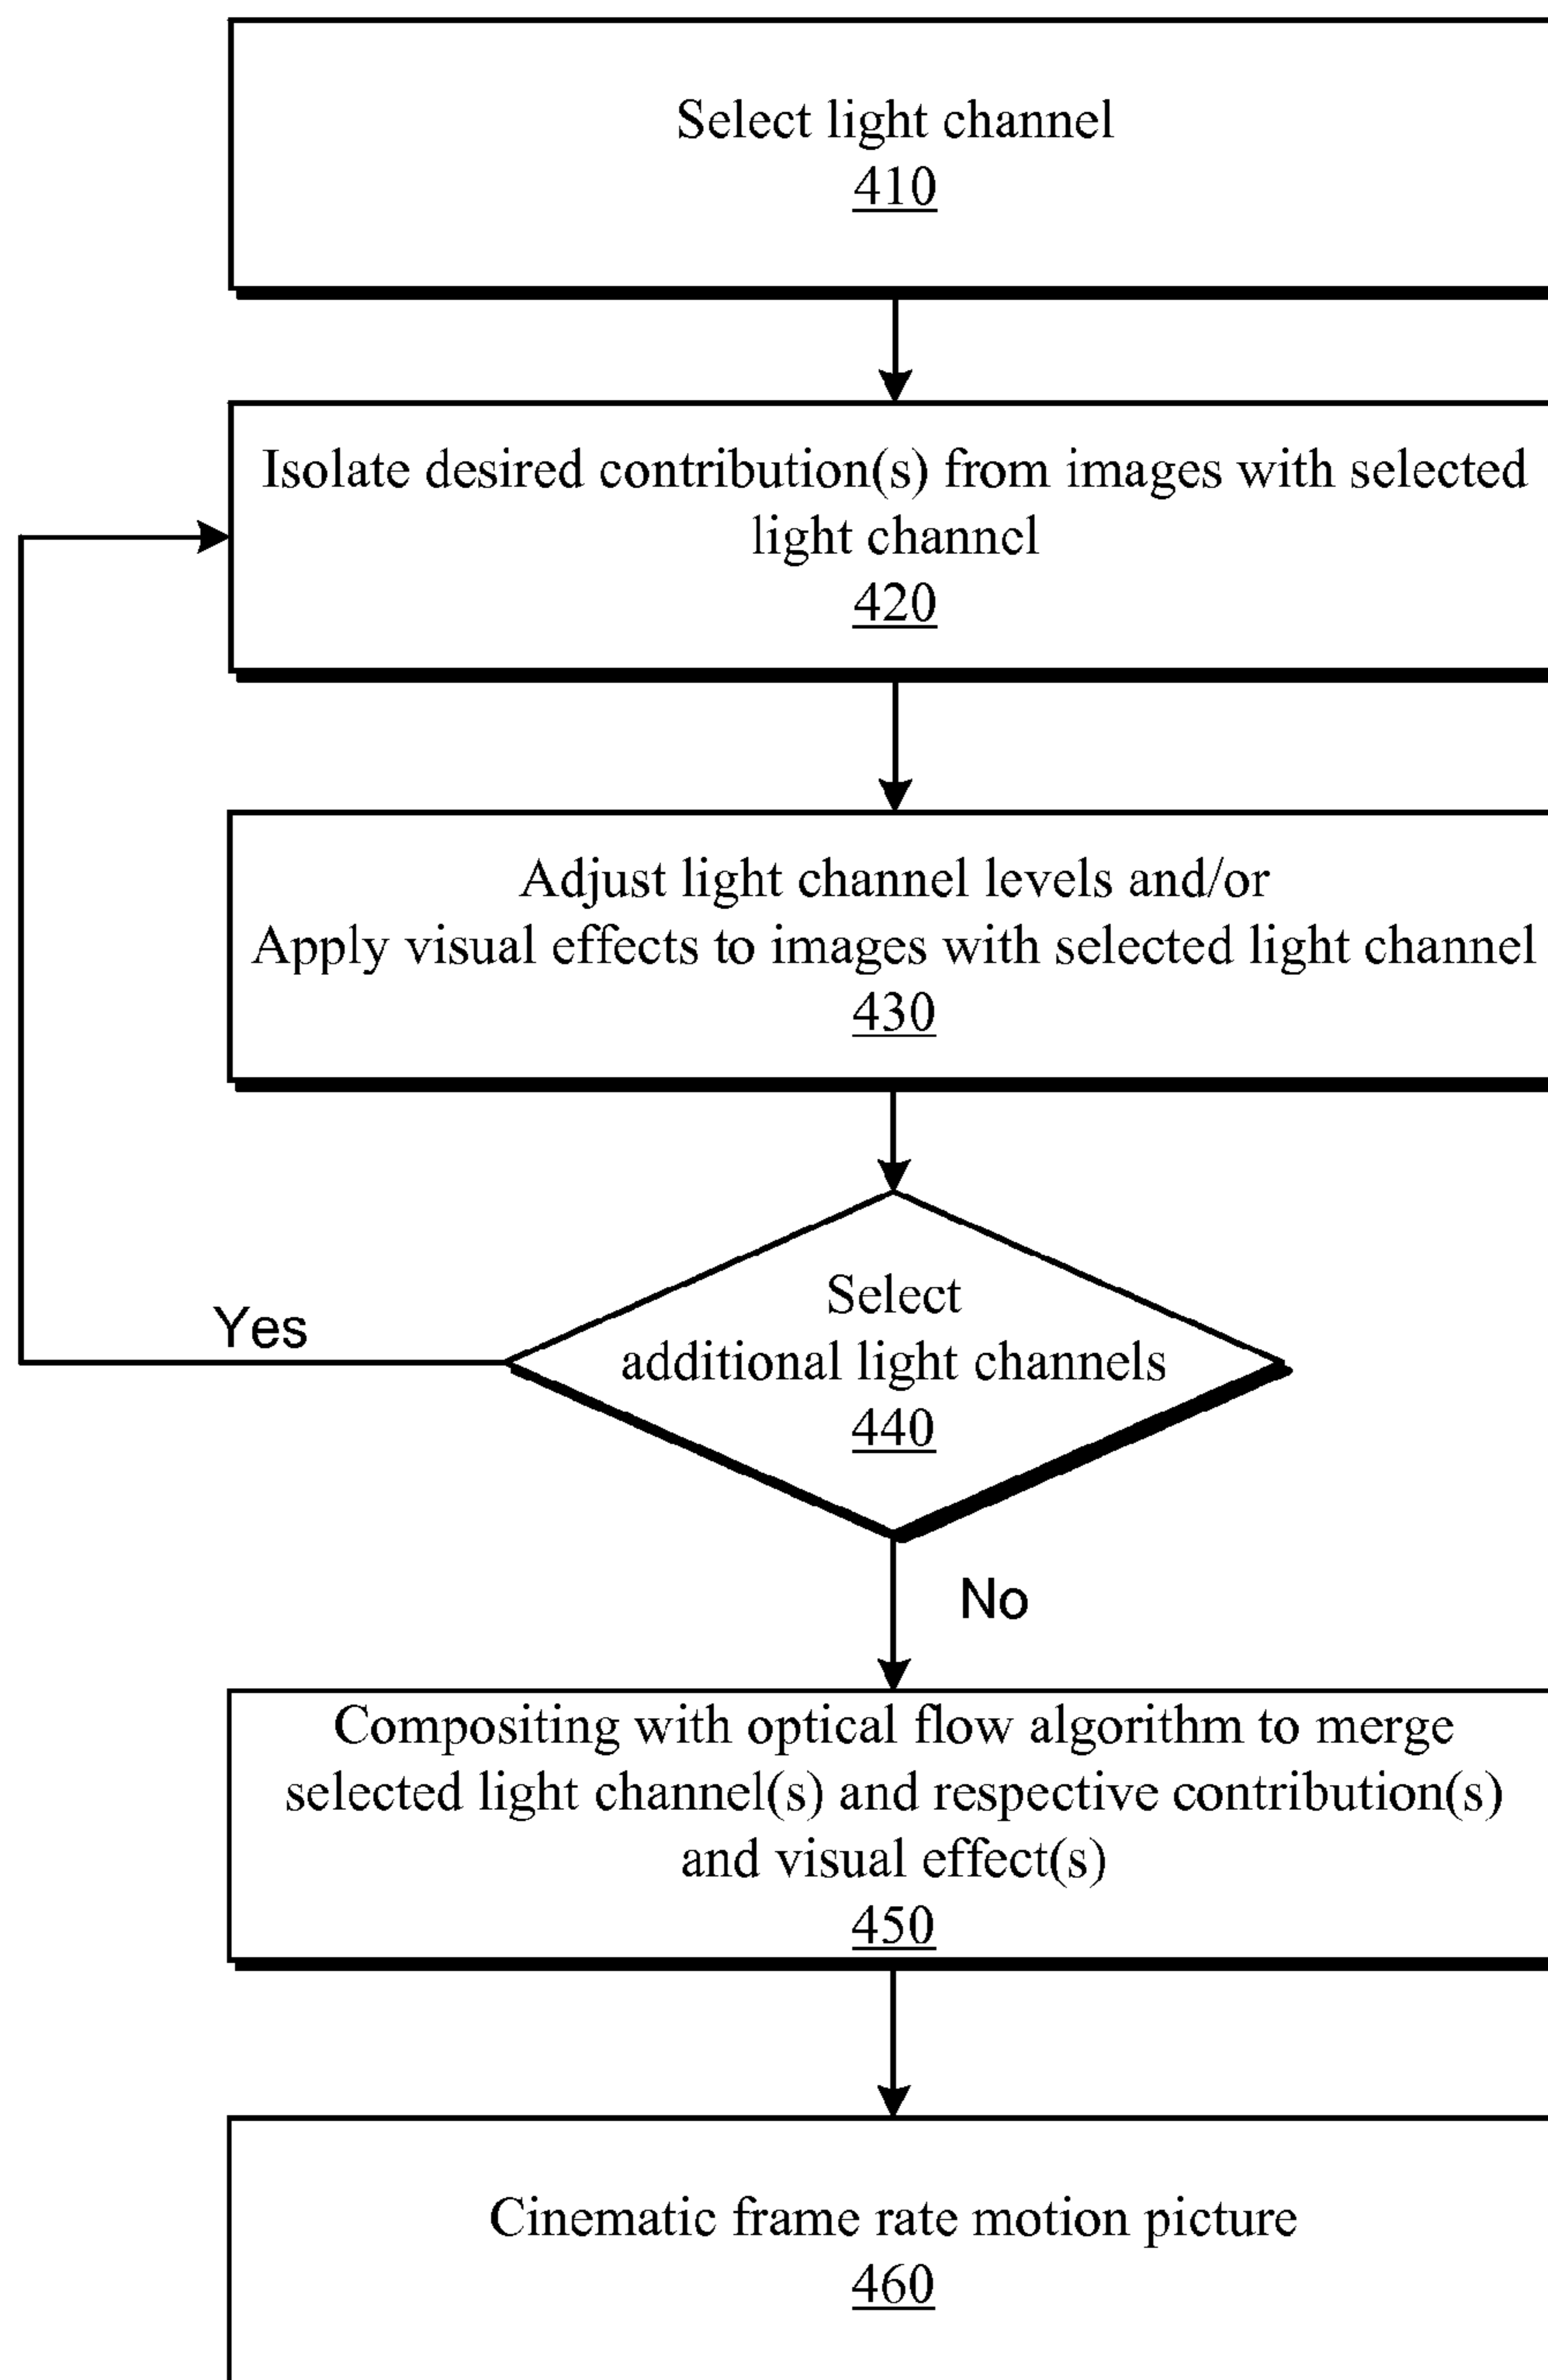 Select light channel
410
Isolate desired contribution(s) from images with selected
light channel
420
Adjust light channel levels and/or
Apply visual effects to images with selected light channel
430
Select
additional light channels
440
Yes
No
Compositing with optical flow algorithm to merge
selected light channel(s) and respective contribution(s)
and visual effect(s)
450
Cinematic frame rate motion picture
460